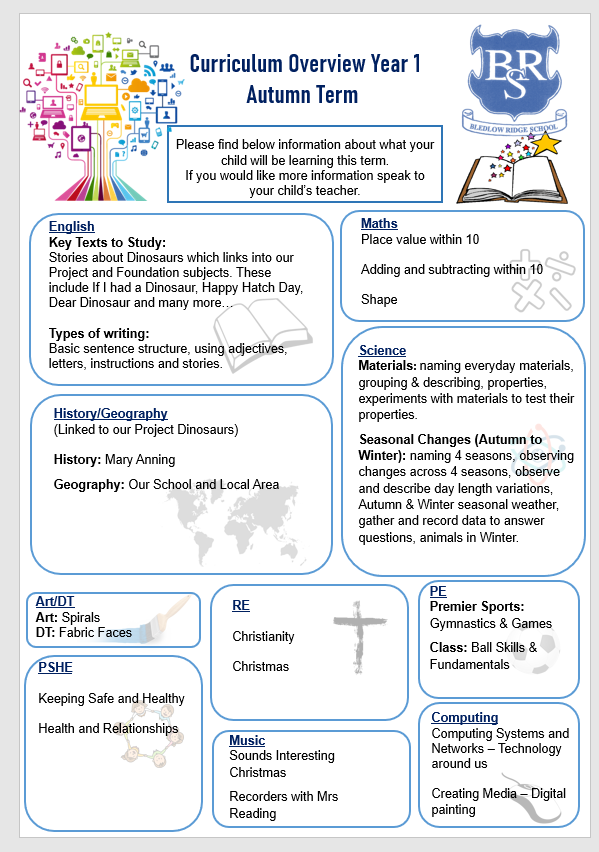 Curriculum Overview Year 1
Autumn Term
BRS
BLEDLOW RIDGE SCHOOL
Please find below information about what your
child will be learning this term.
If you would like more information speak to
your child's teacher.
English
Key Texts to Study:
Stories about Dinosaurs which links into our
Project and Foundation subjects. These
include If I had a Dinosaur, Happy Hatch Day,
Dear Dinosaur and many more…
Types of writing:
Basic sentence structure, using adjectives,
letters, instructions and stories.
Maths
Place value within 10
Adding and subtracting within 10
Shape
History/Geography
(Linked to our Project Dinosaurs)
History: Mary Anning
Geography: Our School and Local Area
Science
Materials: naming everyday materials,
grouping & describing, properties,
experiments with materials to test their
properties.
Seasonal Changes (Autumn to
Winter): naming 4 seasons, observing
changes across 4 seasons, observe
and describe day length variations,
Autumn & Winter seasonal weather,
gather and record data to answer
questions, animals in Winter.
Art/DT
Art: Spirals
DT: Fabric Faces
RE
Christianity
Christmas
PE
Premier Sports:
Gymnastics & Games
Class: Ball Skills &
Fundamentals
PSHE
Keeping Safe and Healthy
Health and Relationships
Music
Sounds Interesting
Christmas
Recorders with Mrs
Reading
Computing
Computing Systems and
Networks – Technology
around us
Creating Media – Digital
painting